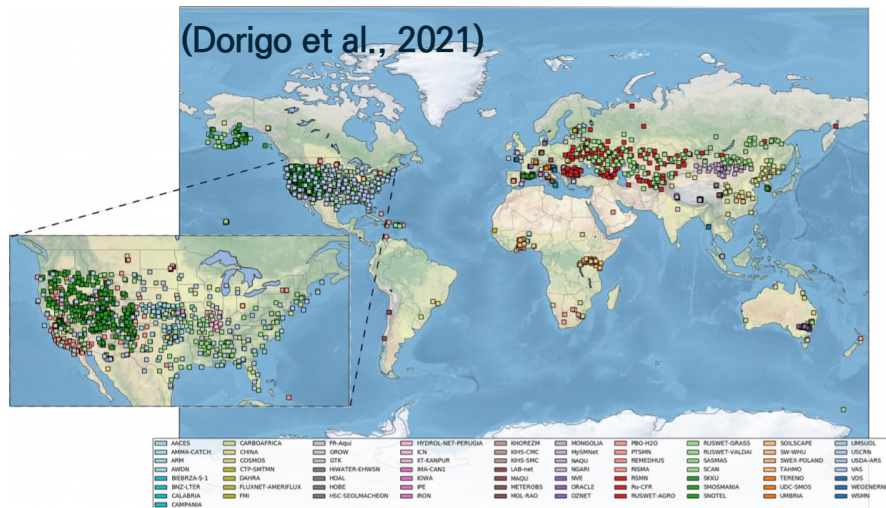 (Dorigo et al., 2021)
AACES
AMMA-CATCH
ARM
AWDN
BIEBRZA-S-1
BNZ-LTER
CALABRIA
CAMPANIA
CARBOAFRICA
CHINA
COSMOS
CTP-SMTMN
DAHRA
FLUXNET-AMERIFLUX
FMI
FR-Aqui
GROW
GTK
HiWATER-EHWSN
HOAL
HOBE
HSC-SEOLMACHEON
HYDROL-NET-PERUGIA
ICN
IIT-KANPUR
IMA-CAN1
IOWA
IPE
IRON
KHOREZM
KIHS-CMC
KIHS-SMC
LAB-net
MAQU
METEROBS
MOL-RAO
MONGOLIA
MySMNet
NAQU
NGARI
NVE
ORACLE
OZNET
PBO-H2O
PTSMN
REMEDHUS
RISMA
RSMN
Ru-CFR
RUSWET-AGRO
RUSWET-GRASS
RUSWET-VALDAI
SASMAS
SCAN
SKKU
SMOSMANIA
SNOTEL
SOILSCAPE
SW-WHU
SWEX-POLAND
TAHMO
TERENO
UDC-SMOS
UMBRIA
UMSUOL
USCRN
USDA-ARS
VAS
VDS
WSMN